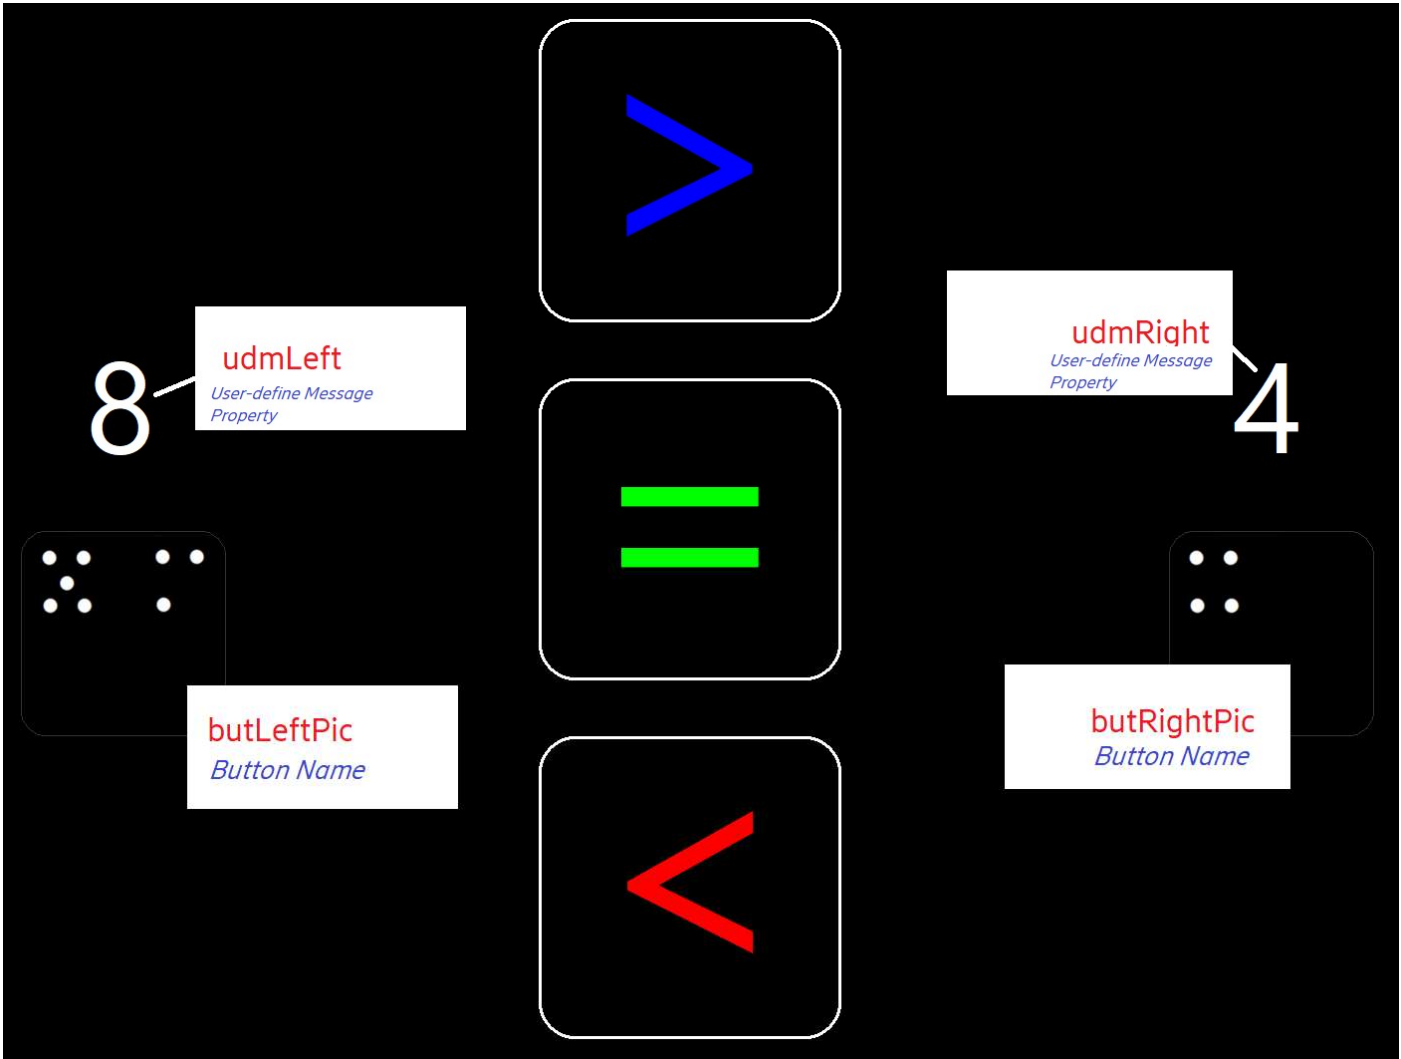 >
udmLeft
User-define Message
Property
8
udmRight
User-define Message
Property
4
=
butLeftPic
Button Name
butRightPic
Button Name
<